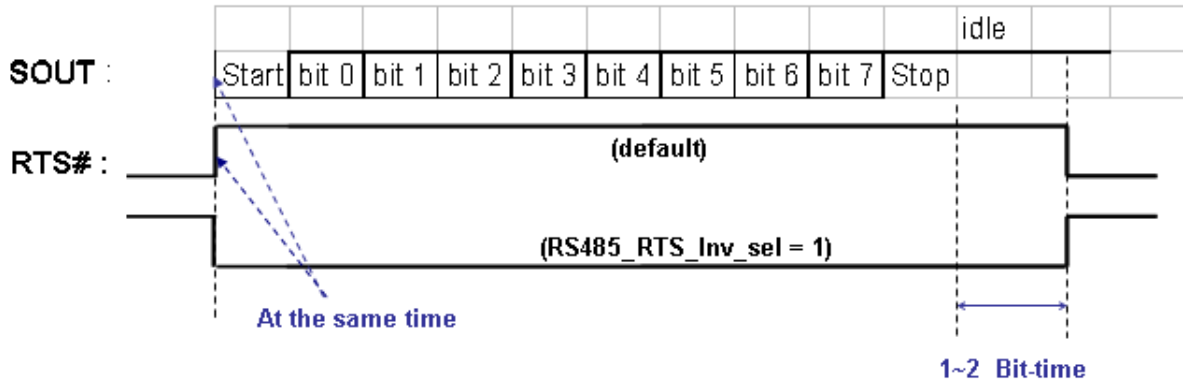 idle
SOUT : Start bit 0 bit 1 bit 2 bit 3 bit 4 bit 5 bit 6 bit 7 Stop
(default)
RTS# :
(RS485_RTS_Inv_sel = 1)
At the same time
1~2 Bit-time